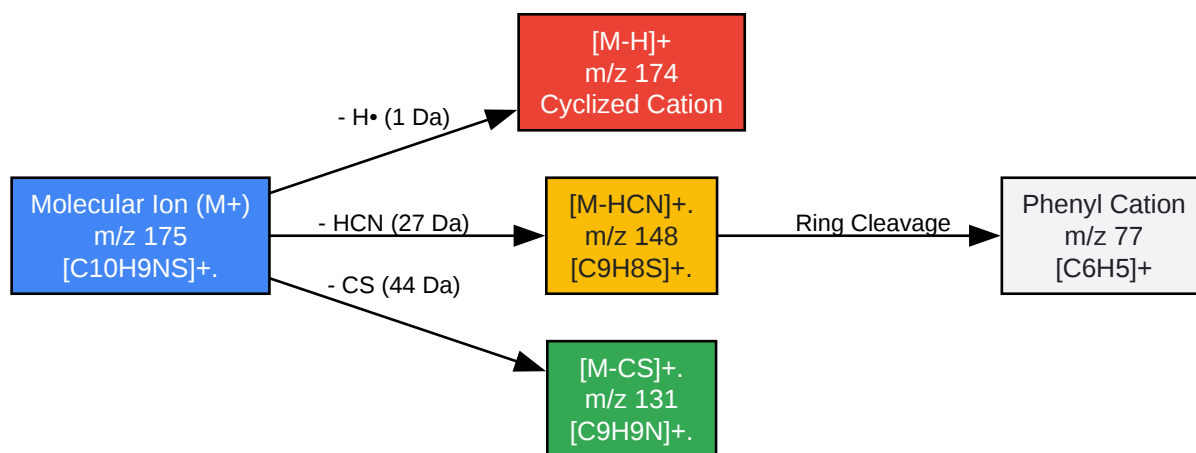 [M-H]+
m/z 174
Cyclized Cation
- H• (1 Da)
Molecular Ion (M+)
m/z 175
[C10H9NS]+.
- HCN (27 Da)
[M-HCN]+.
m/z 148
[C9H8S]+.
Ring Cleavage
Phenyl Cation
m/z 77
[C6H5]+
- CS (44 Da)
[M-CS]+.
m/z 131
[C9H9N]+.